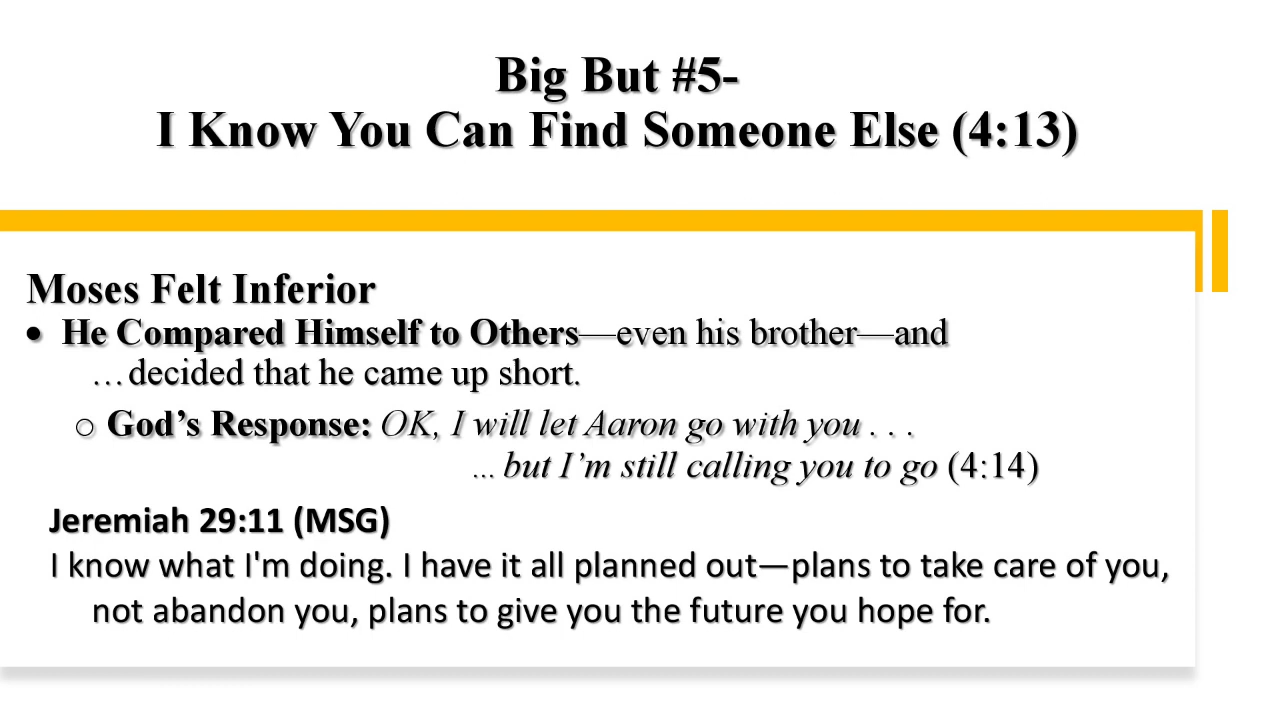 Big But #5-
I Know You Can Find Someone Else (4:13)
Moses Felt Inferior
• He Compared Himself to Others—even his brother—and
…decided that he came up short.
o God’s Response: OK, I will let Aaron go with you . . .
... but I’m still calling you to go (4:14)
Jeremiah 29:11 (MSG)
I know what I'm doing. I have it all planned out—plans to take care of you,
not abandon you, plans to give you the future you hope for.